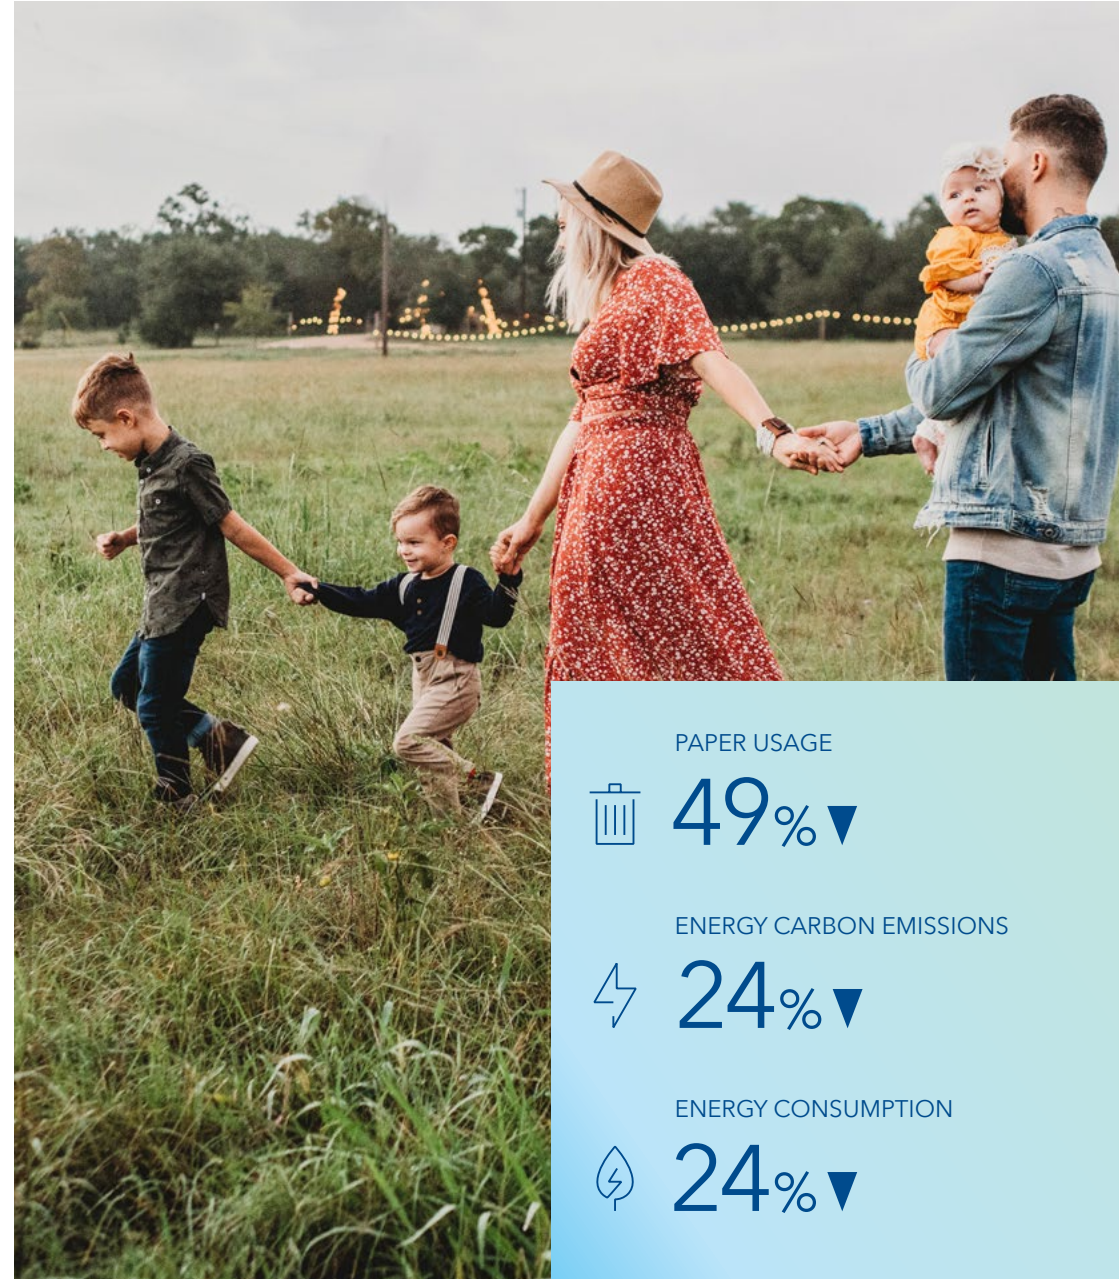 PAPER USAGE
49% ▼
ENERGY CARBON EMISSIONS
24% ▼
ENERGY CONSUMPTION
24% ▼